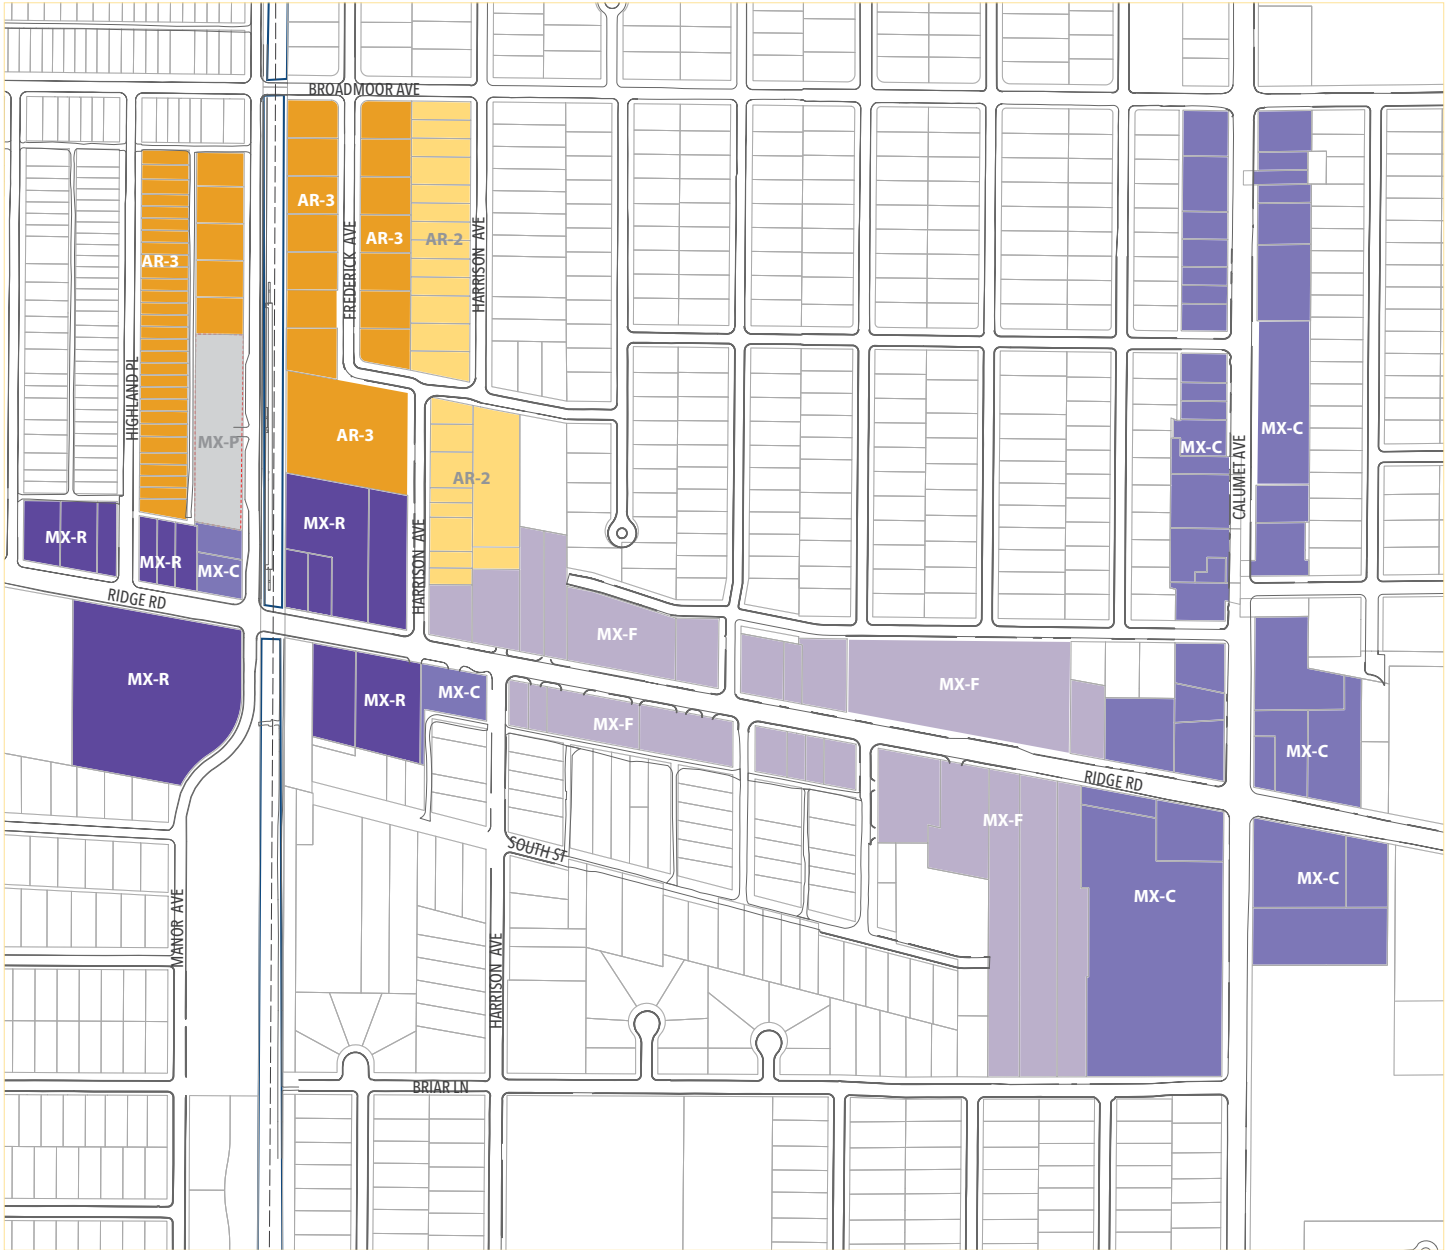 BROADMOOR AVE
AR-3
FREDERICK AVE
AR-3
AR-2
HARRISON AVE
AR-3
HIGHLAND PL
MX-P
AR-3
MX-C
CALUMET AVE
MX-C
AR-2
MX-R
MX-R
MX-R
MX-C
HARRISON AVE
RIDGE RD
MX-F
MX-R
MX-R
MX-C
MX-F
MX-F
MX-C
RIDGE RD
MX-F
SOUTH ST
MX-C
MX-C
MANOR AVE
HARRISON AVE
BRIAR LN